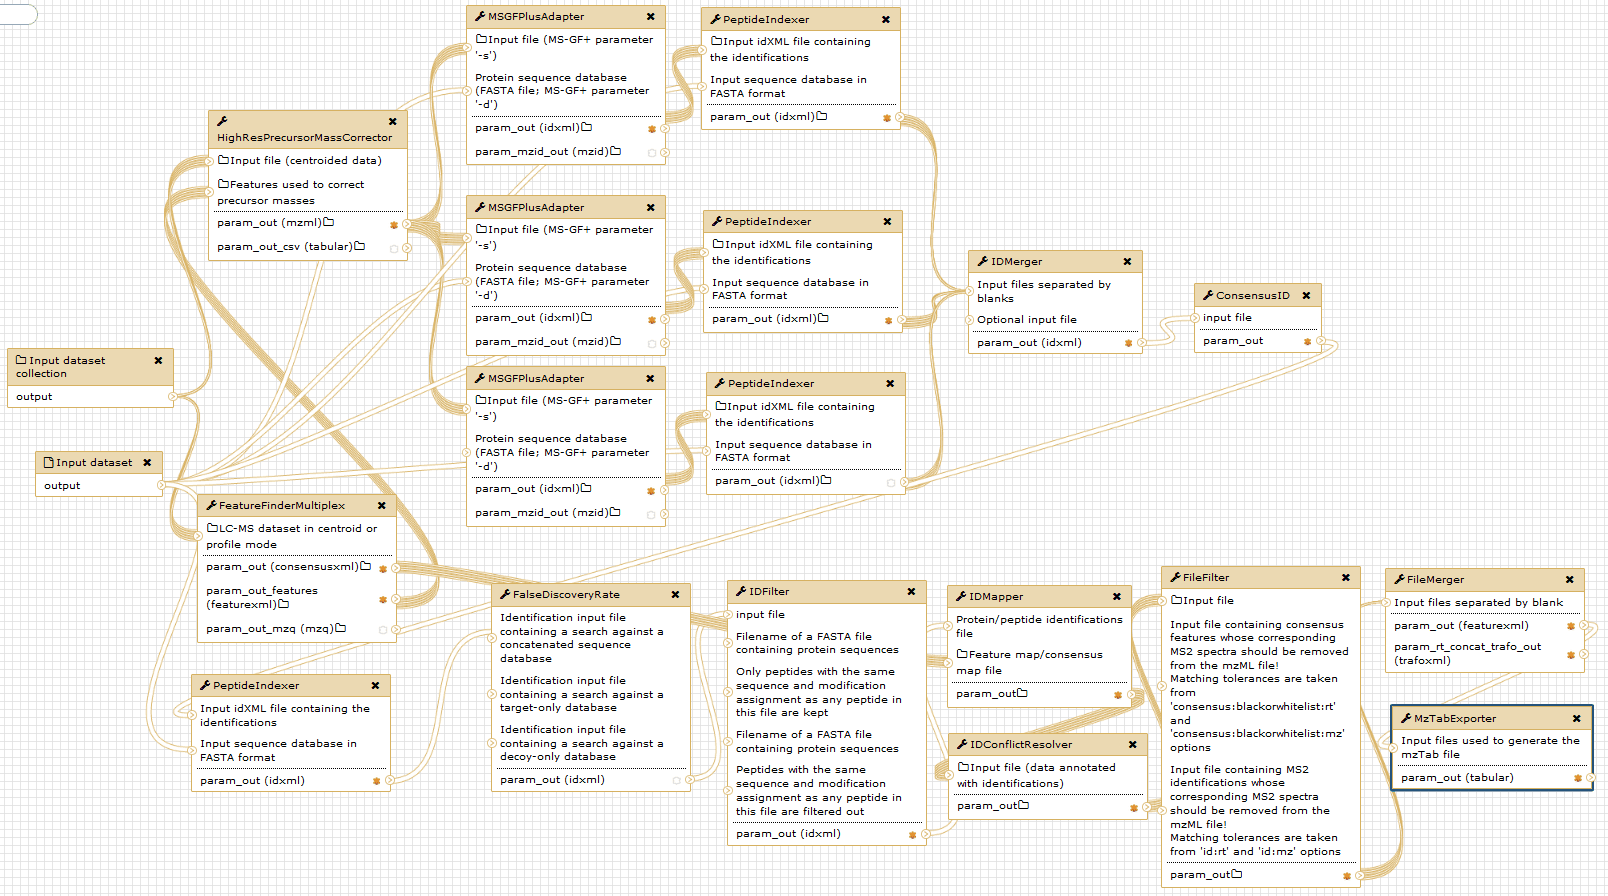 MSGFPlusAdapter
Input file (MS-GF+ parameter
'-s')
Protein sequence database
(FASTA file; MS-GF+ parameter
'-d')
param_out (idxml)
param_mzid_out (mzid)
PeptideIndexer
Input idXML file containing
the identifications
Input sequence database in
FASTA format
param_out (idxml)
HighResPrecursorMassCorrector
Input file (centroided data)
Features used to correct
precursor masses
param_out (mzml)
param_out_csv (tabular)
MSGFPlusAdapter
Input file (MS-GF+ parameter
'-s')
Protein sequence database
(FASTA file; MS-GF+ parameter
'-d')
param_out (idxml)
param_mzid_out (mzid)
PeptideIndexer
Input idXML file containing
the identifications
Input sequence database in
FASTA format
param_out (idxml)
IDMerger
Input files separated by
blanks
Optional input file
param_out (idxml)
ConsensusID
input file
param_out
Input dataset
collection
output
MSGFPlusAdapter
Input file (MS-GF+ parameter
'-s')
Protein sequence database
(FASTA file; MS-GF+ parameter
'-d')
param_out (idxml)
param_mzid_out (mzid)
PeptideIndexer
Input idXML file containing
the identifications
Input sequence database in
FASTA format
param_out (idxml)
Input dataset
output
FeatureFinderMultiplex
LC-MS dataset in centroid or
profile mode
param_out (consensusxml)
param_out_features
(featurexml)
param_out_mzq (mzq)
PeptideIndexer
Input idXML file containing the
identifications
Input sequence database in
FASTA format
param_out (idxml)
FalseDiscoveryRate
Identification input file
containing a search against a
concatenated sequence
database
Identification input file
containing a search against a
target-only database
Identification input file
containing a search against a
decoy-only database
param_out (idxml)
IDFilter
input file
Filename of a FASTA file
containing protein sequences
Only peptides with the same
sequence and modification
assignment as any peptide in
this file are kept
Filename of a FASTA file
containing protein sequences
Peptides with the same
sequence and modification
assignment as any peptide in
this file are filtered out
param_out (idxml)
IDMapper
Protein/peptide identifications
file
Feature map/consensus
map file
param_out
IDConflictResolver
Input file (data annotated
with identifications)
param_out
FileFilter
Input file
Input file containing consensus
features whose corresponding
MS2 spectra should be removed
from the mzML file!
Matching tolerances are taken
from
'consensus:blackorwhitelist:rt'
and
'consensus:blackorwhitelist:mz'
options
Input file containing MS2
identifications whose
corresponding MS2 spectra
should be removed from the
mzML file!
Matching tolerances are taken
from 'id:rt' and 'id:mz' options
param_out
FileMerger
Input files separated by blank
param_out (featurexml)
param_rt_concat_trafo_out
(trafoxml)
MzTabExporter
Input files used to generate the
mzTab file
param_out (tabular)